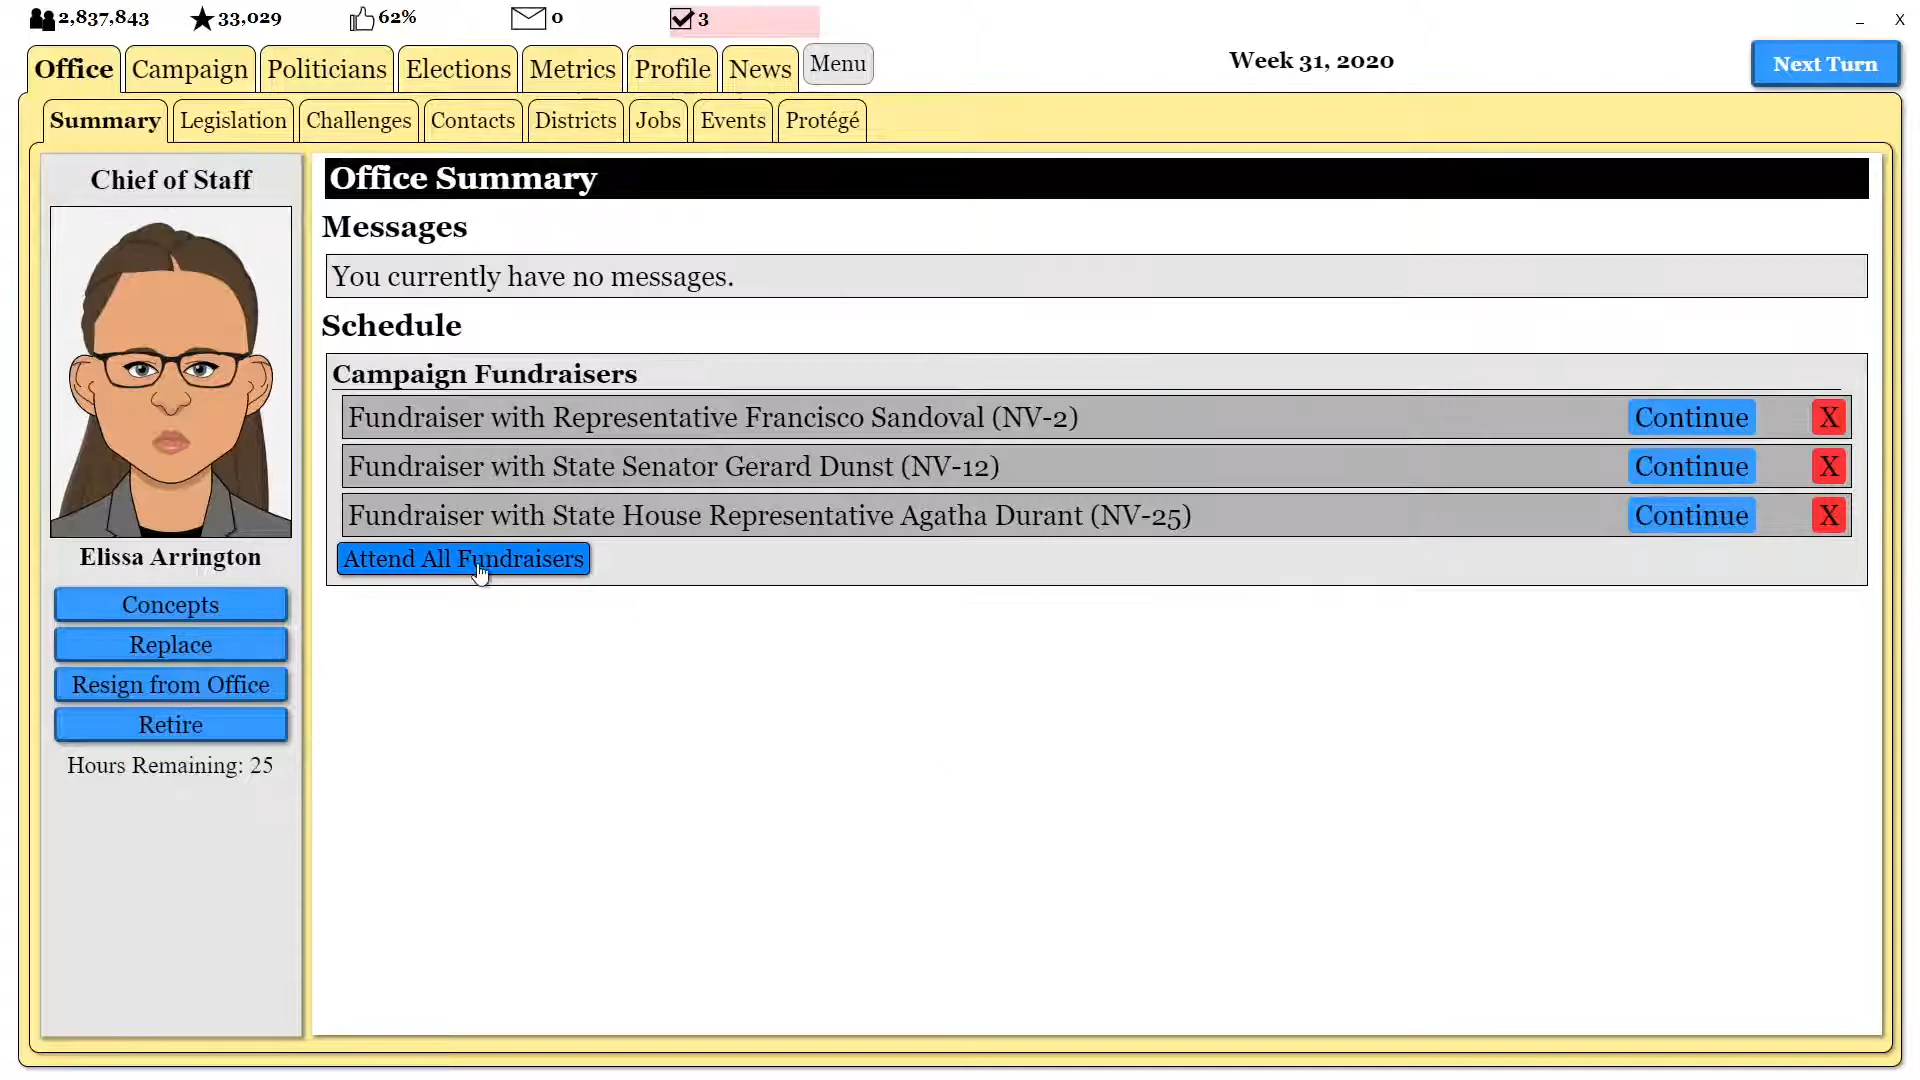 2,837,843 33,029 62% 0 3
_ X
Office Campaign Politicians Elections Metrics Profile News Menu
Week 31, 2020
Next Turn
Summary Legislation Challenges Contacts Districts Jobs Events Protégé
Chief of Staff
Elissa Arrington
Concepts
Replace
Resign from Office
Retire
Hours Remaining: 25
Office Summary
Messages
You currently have no messages.
Schedule
Campaign Fundraisers
Fundraiser with Representative Francisco Sandoval (NV-2) Continue X
Fundraiser with State Senator Gerard Dunst (NV-12) Continue X
Fundraiser with State House Representative Agatha Durant (NV-25) Continue X
Attend All Fundraisers